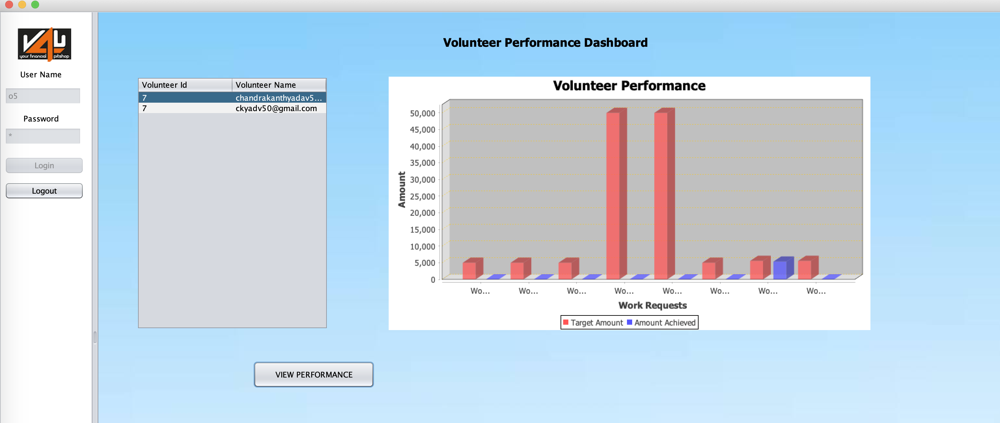 V4U
your financial pitshop
User Name
o5
Password
*
Login
Logout
Volunteer Performance Dashboard
Volunteer Id Volunteer Name
7 chandrakanthyadav5...
7 ckyadv50@gmail.com
VIEW PERFORMANCE
Volunteer Performance
Amount
50,000
45,000
40,000
35,000
30,000
25,000
20,000
15,000
10,000
5,000
0
Wo... Wo... Wo... Wo... Wo... Wo... Wo... Wo...
Work Requests
Target Amount Amount Achieved